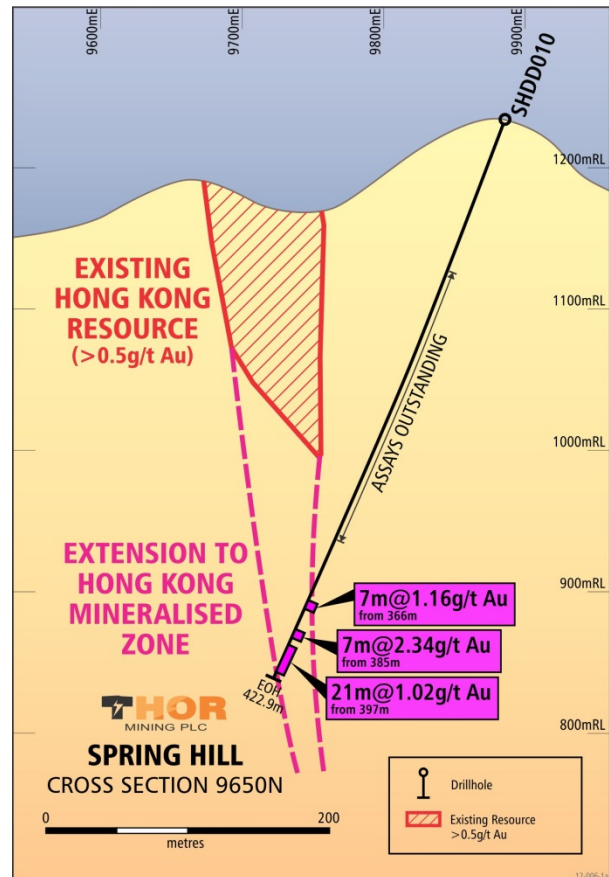 9600mE
9700mE
9800mE
9900mE
SHDD010
1200mRL
EXISTING
HONG KONG
RESOURCE
(>0.5g/t Au)
1100mRL
ASSAYS OUTSTANDING
1000mRL
EXTENSION TO
HONG KONG
MINERALISED
ZONE
900mRL
7m@1.16g/t Au
from 366m
7m@2.34g/t Au
from 385m
21m@1.02g/t Au
from 397m
EOH
422.9m
THOR
MINING PLC
800mRL
SPRING HILL
CROSS SECTION 9650N
0
200
metres
Drillhole
Existing Resource
>0.5g/t Au